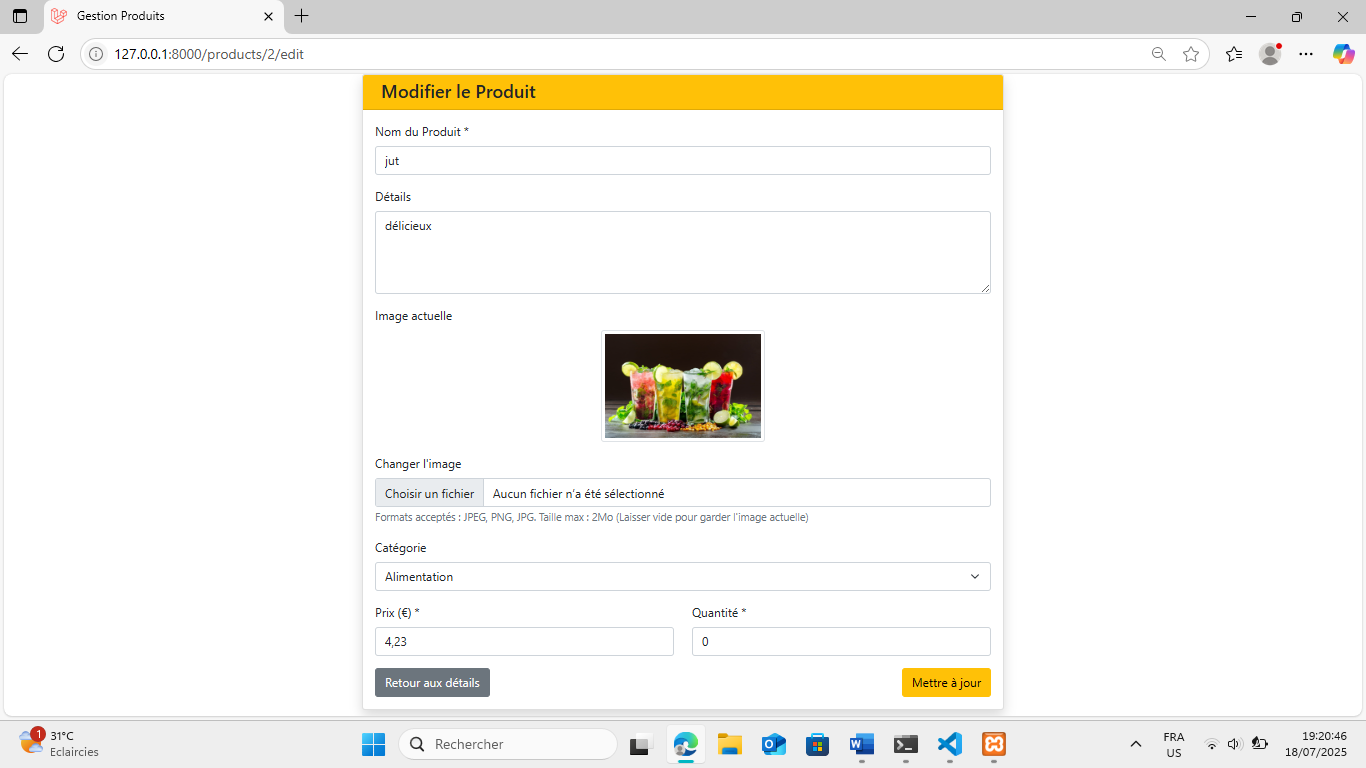 Gestion Produits
127.0.0.1:8000/products/2/edit
Modifier le Produit
Nom du Produit *
jut
Détails
délicieux
Image actuelle
Changer l'image
Choisir un fichier Aucun fichier n’a été sélectionné
Formats acceptés : JPEG, PNG, JPG. Taille max : 2Mo (Laisser vide pour garder l'image actuelle)
Catégorie
Alimentation
Prix (€) * Quantité *
4,23 0
Retour aux détails Mettre à jour
1 31°C
Eclaircies
Rechercher
FRA
US
19:20:46
18/07/2025